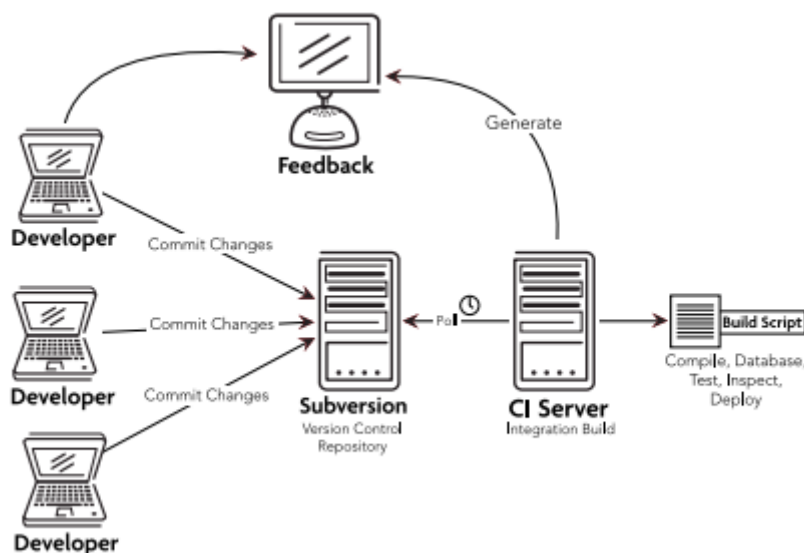 Generate
Feedback
Developer
Commit Changes
Commit Changes
Poll
Build Script
Developer
Commit Changes
Compile, Database,
Test, Inspect,
Deploy
Subversion
Version Control
Repository
CI Server
Integration Build
Developer